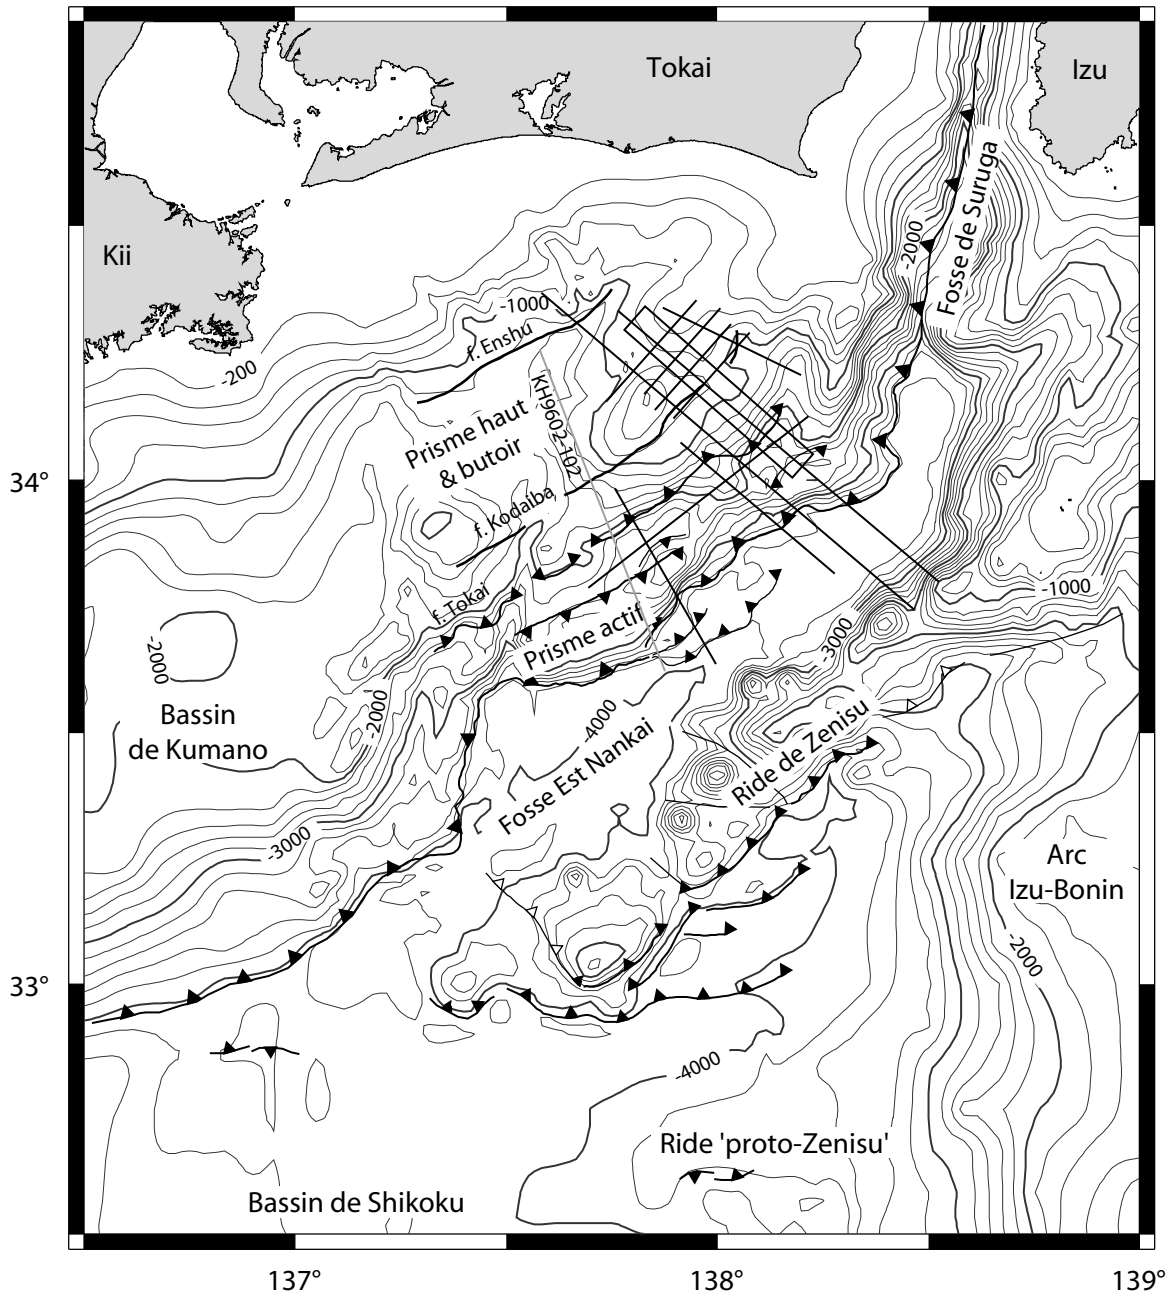 Tokai
Izu
Kii
Fosse de Suruga
-2000
-1000
f. Enshu
-200
KH9602-102
Prisme haut
& butoir
34°
f. Kodaiba
f. Tokai
Prisme actif
-1000
-3000
-2000
-2000
Bassin
de Kumano
-4000
Fosse Est Nankai
Ride de Zenisu
-3000
Arc
Izu-Bonin
-2000
33°
-4000
Ride 'proto-Zenisu'
Bassin de Shikoku
137°
138°
139°